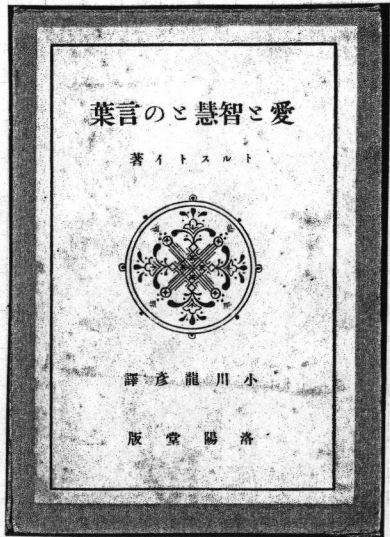 愛と智慧との言葉
トルストイ著
小川龍彦譯
洛陽堂版